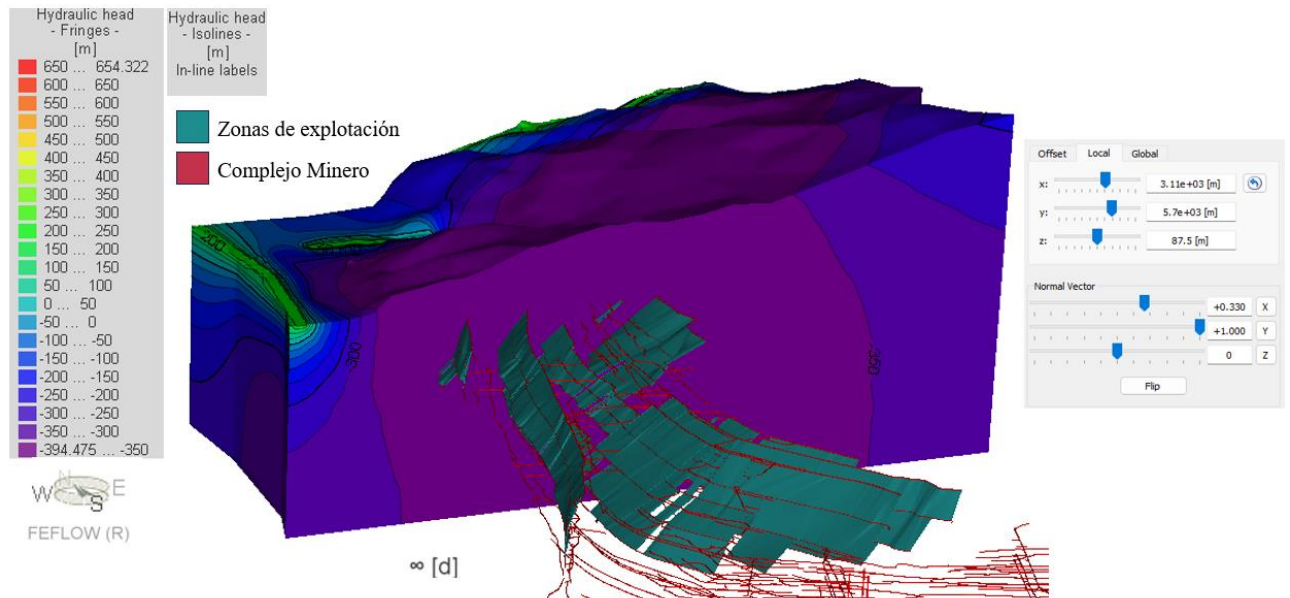 Hydraulic head
- Fringes -
[m]
650 ... 654.322
600 ... 650
550 ... 600
500 ... 550
450 ... 500
400 ... 450
350 ... 400
300 ... 350
250 ... 300
200 ... 250
150 ... 200
100 ... 150
50 ... 100
0 ... 50
-50 ... 0
-100 ... -50
-150 ... -100
-200 ... -150
-250 ... -200
-300 ... -250
-350 ... -300
-394.475 ... -350
Hydraulic head
- Isolines -
[m]
In-line labels
Zonas de explotación
Complejo Minero
Offset Local Global
x: 3.11e+03 [m]
y: 5.7e+03 [m]
z: 87.5 [m]
Normal Vector
+0.330 X
+1.000 Y
0 Z
Flip
-300
-350
N
W E
S
FEFLOW (R)
∞ [d]